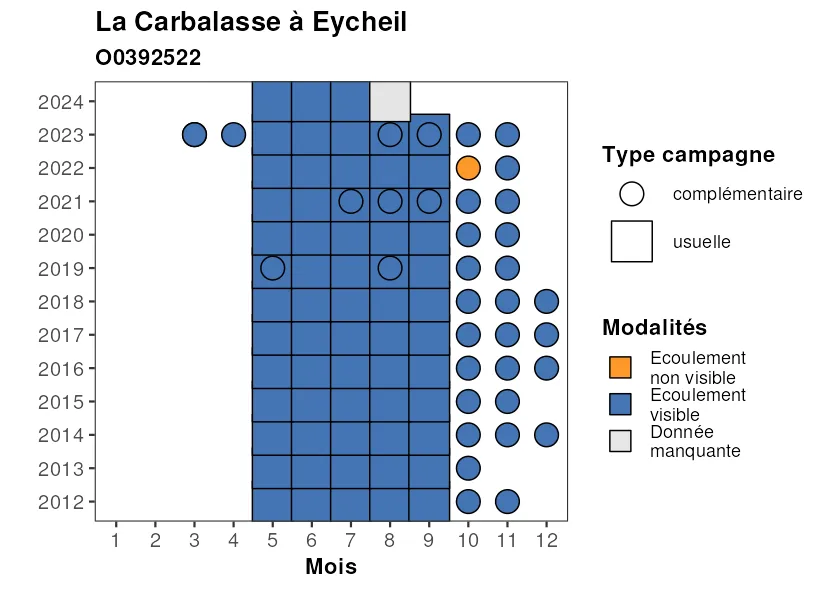 La Carbalasse à Eycheil
O0392522
2024
2023
2022
2021
2020
2019
2018
2017
2016
2015
2014
2013
2012
1 2 3 4 5 6 7 8 9 10 11 12
Mois
Type campagne
complémentaire
usuelle
Modalités
Ecoulement
non visible
Ecoulement
visible
Donnée
manquante